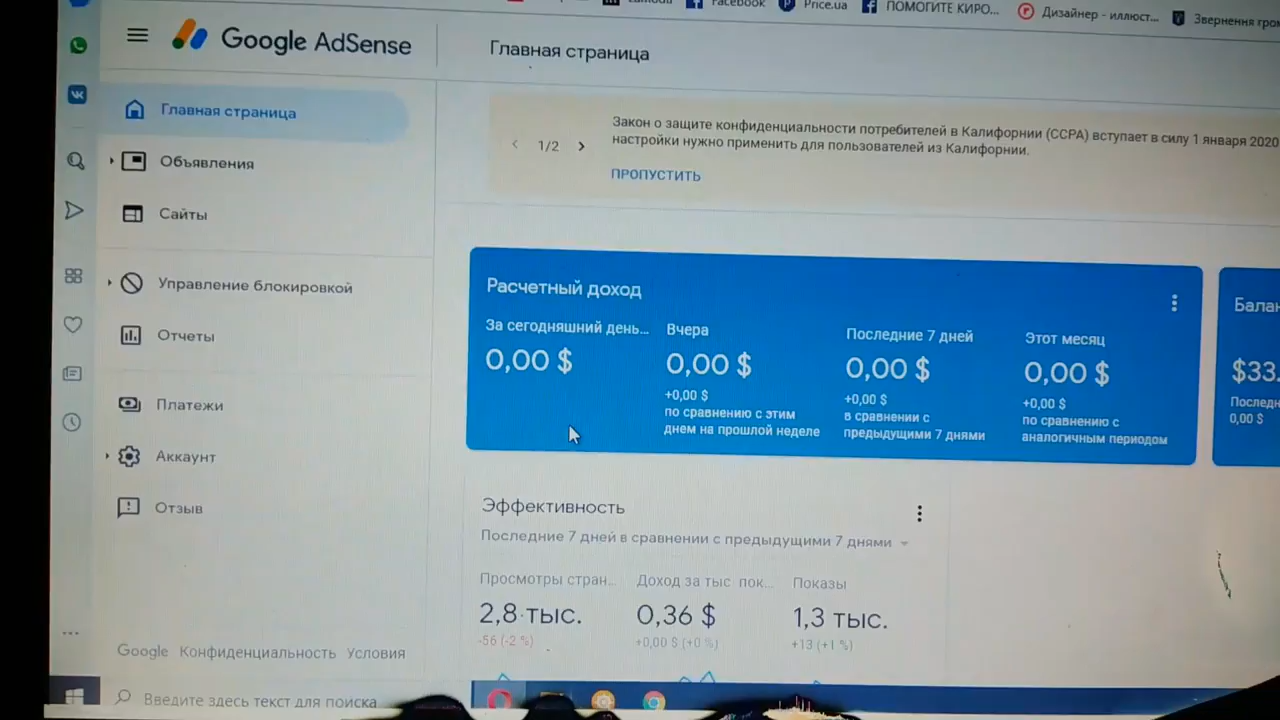 Facebook
Price.ua
ПОМОГИТЕ КИРО...
Дизайнер - иллюст...
Звернення гро
Google AdSense
Главная страница
Главная страница
Объявления
Сайты
Управление блокировкой
Отчеты
Платежи
Аккаунт
Отзыв
Google Конфиденциальность Условия
1/2
Закон о защите конфиденциальности потребителей в Калифорнии (CCPA) вступает в силу 1 января 2020
настройки нужно применить для пользователей из Калифорнии.
ПРОПУСТИТЬ
Расчетный доход
За сегодняшний день...
0,00 $
Вчера
0,00 $
+0,00 $
по сравнению с этим
днем на прошлой неделе
Последние 7 дней
0,00 $
+0,00 $
в сравнении с
предыдущими 7 днями
Этот месяц
0,00 $
+0,00 $
по сравнению с
аналогичным периодом
Балан
$33.
Последн
0,00 $
Эффективность
Последние 7 дней в сравнении с предыдущими 7 днями
Просмотры стран...
2,8 тыс.
-56 (-2 %)
Доход за тыс. пок...
0,36 $
+0,00 $ (+0 %)
Показы
1,3 тыс.
+13 (+1 %)
Введите здесь текст для поиска